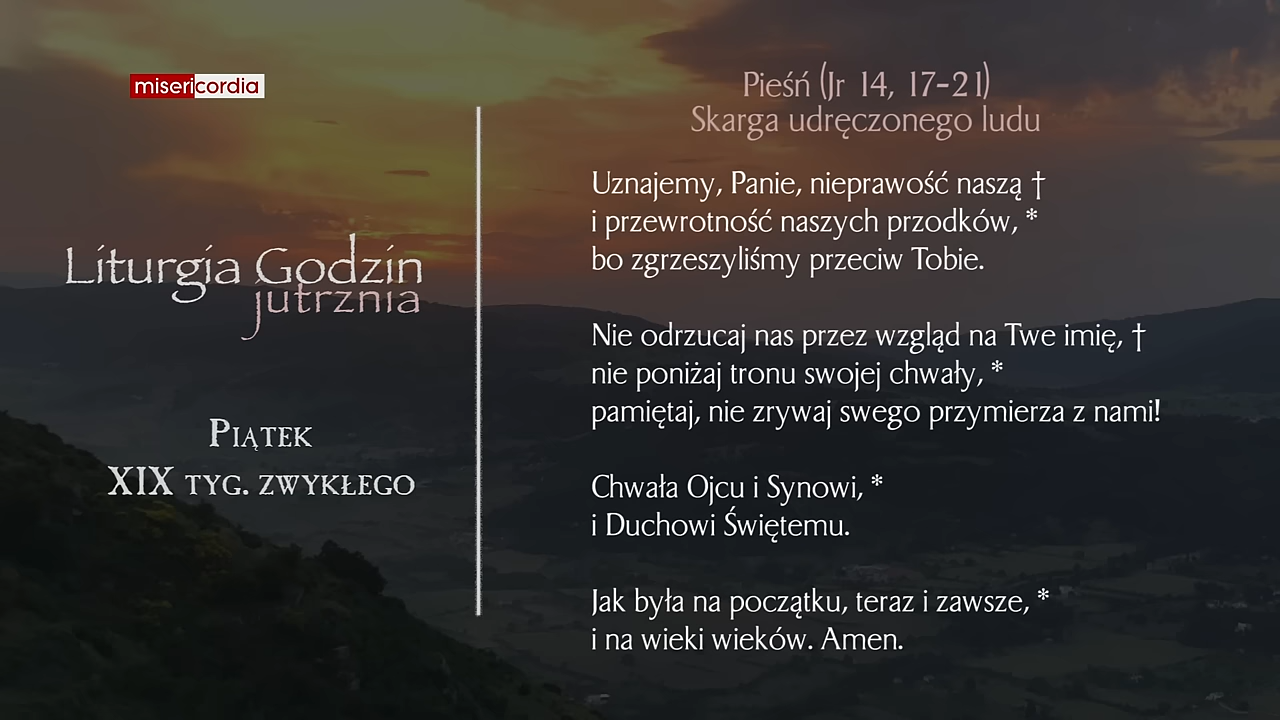 misericordia
Liturgia Godzin
jutrznia
Piątek
XIX tyg. zwykłego
Pieśń (Jr 14, 17-21)
Skarga udręczonego ludu
Uznajemy, Panie, nieprawość naszą †
i przewrotność naszych przodków, *
bo zgrzeszyliśmy przeciw Tobie.
Nie odrzucaj nas przez wzgląd na Twe imię, †
nie poniżaj tronu swojej chwały, *
pamiętaj, nie zrywaj swego przymierza z nami!
Chwała Ojcu i Synowi, *
i Duchowi Świętemu.
Jak była na początku, teraz i zawsze, *
i na wieki wieków. Amen.